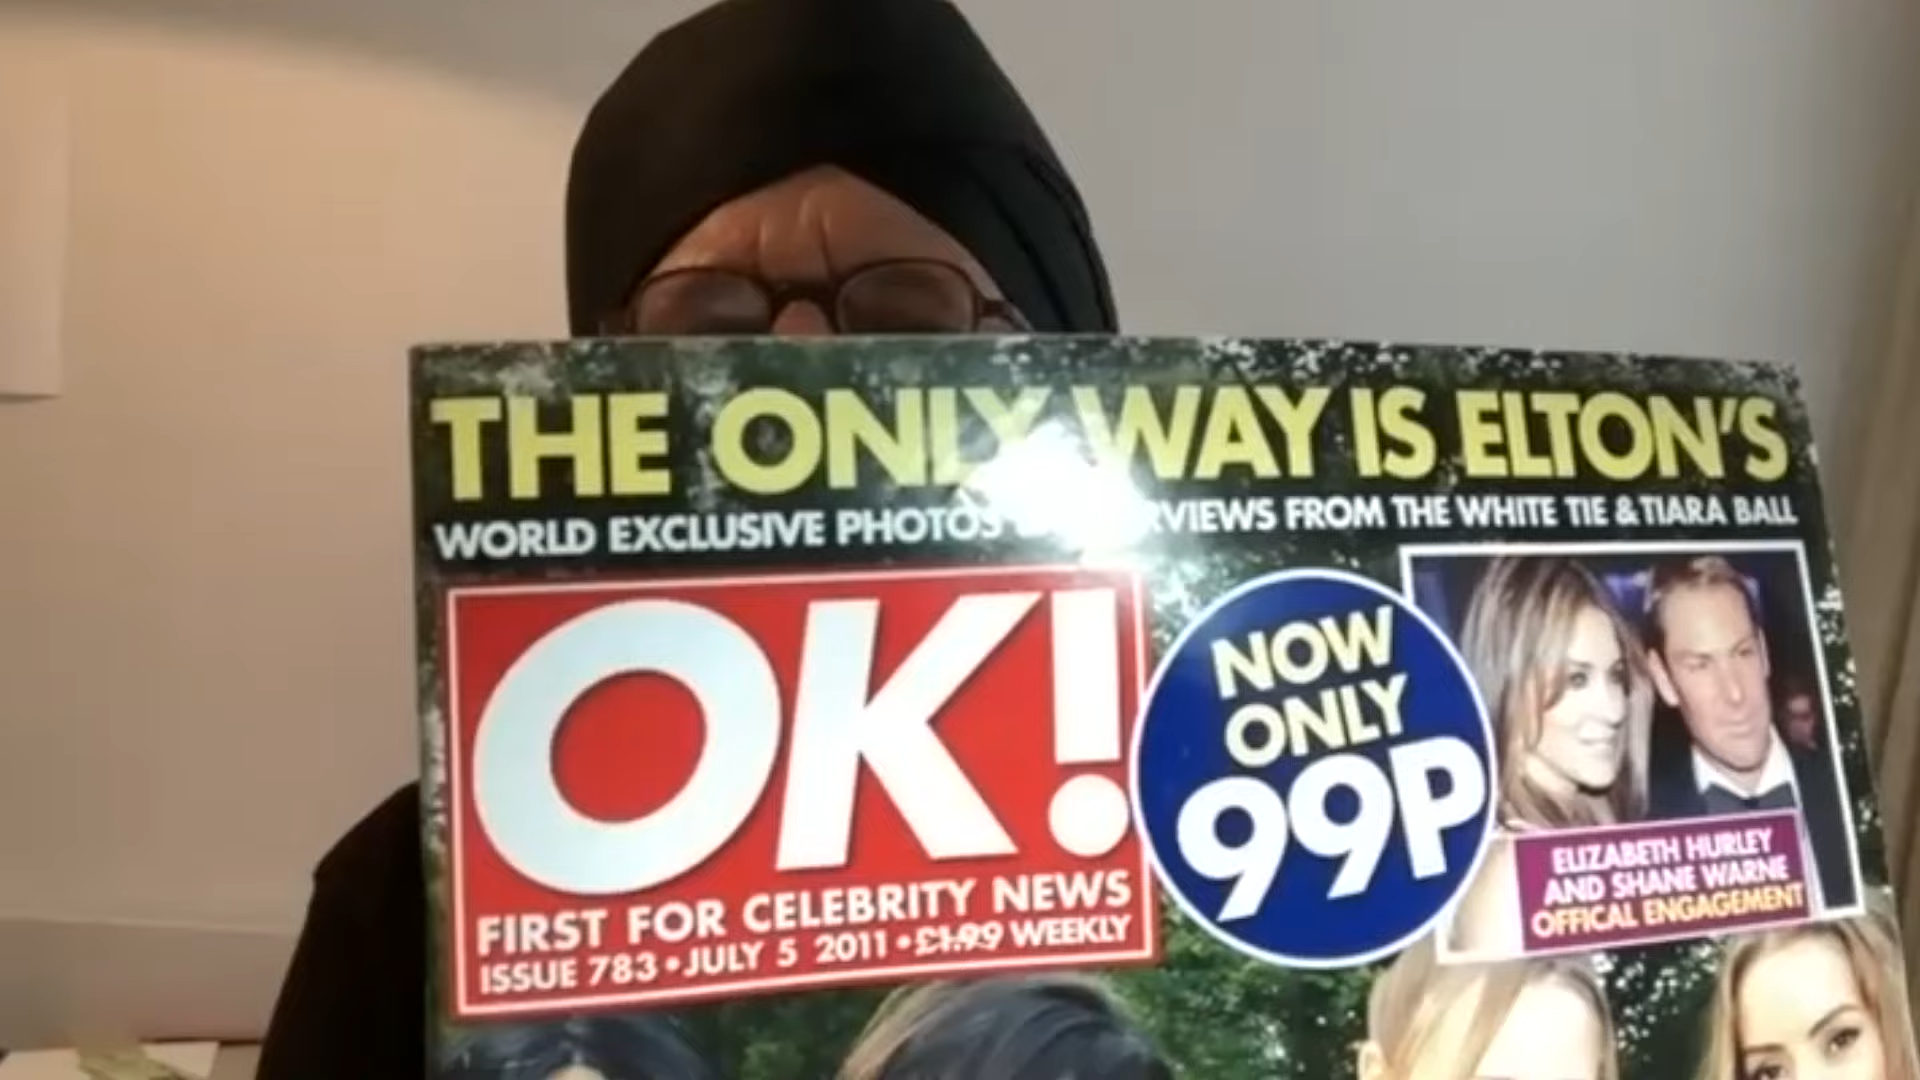 THE ONLY WAY IS ELTON'S
WORLD EXCLUSIVE PHOTOS FROM THE WHITE TIE & TIARA BALL
OK!
FIRST FOR CELEBRITY NEWS
ISSUE 783 • JULY 5 2011 • £1.99 WEEKLY
NOW
ONLY
99P
ELIZABETH HURLEY
AND SHANE WARNE
OFFICAL ENGAGEMENT